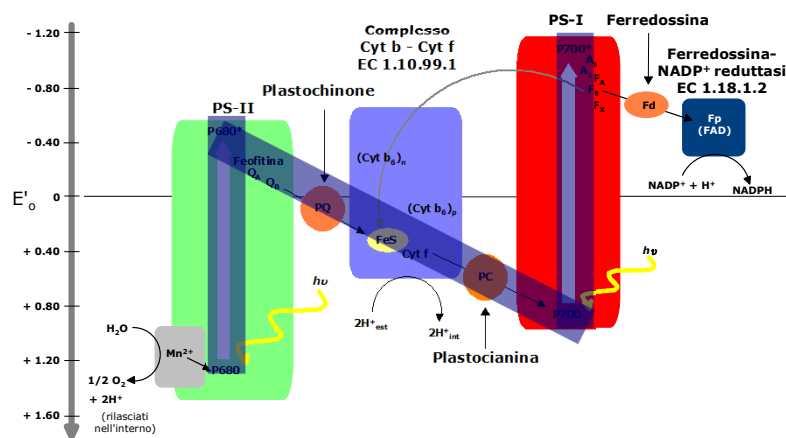 - 1.20
- 0.80
- 0.40
0
+ 0.40
+ 0.80
+ 1.20
+ 1.60
E'o
PS-II
P680*
Feofitina
QA
QB
P680
hυ
H2O
Mn2+
1/2 O2
+ 2H+
(rilasciati
nell'interno)
Plastochinone
PQ
Complesso
Cyt b - Cyt f
EC 1.10.99.1
(Cyt b6)n
(Cyt b6)p
FeS
Cyt f
2H+est
2H+int
PC
Plastocianina
PS-I
P700*
A1
FA
FX
P700
hυ
Ferredossina
Fd
Ferredossina-
NADP+ reduttasi
EC 1.18.1.2
Fp
(FAD)
NADP+ + H+
NADPH